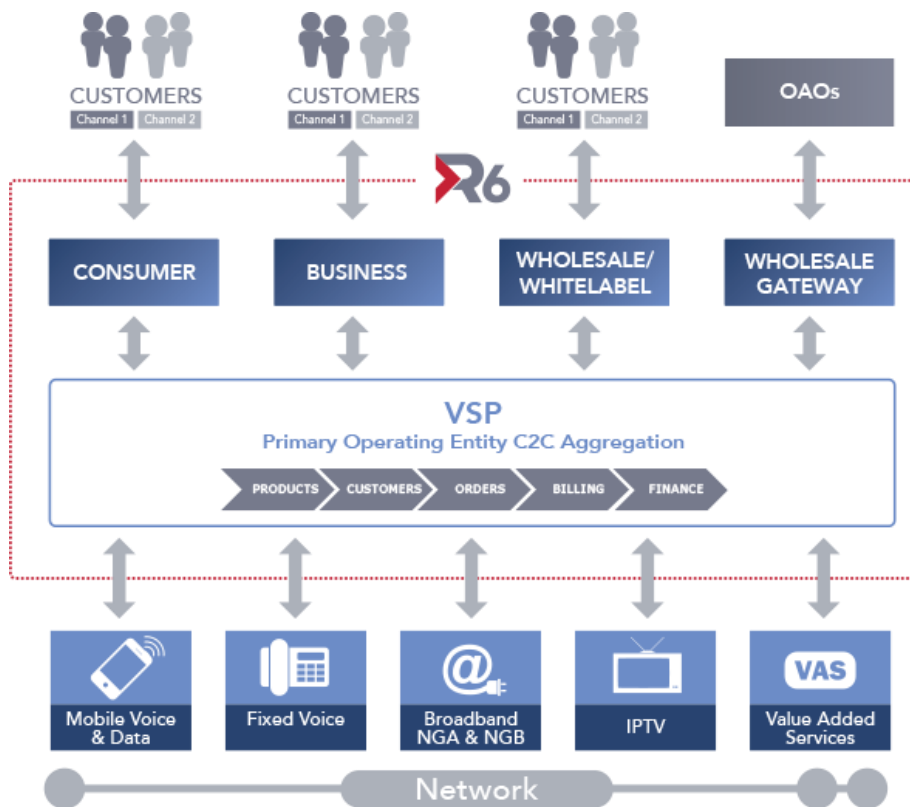 CUSTOMERS
Channel 1 Channel 2
CUSTOMERS
Channel 1 Channel 2
CUSTOMERS
Channel 1 Channel 2
OAOs
R6
CONSUMER
BUSINESS
WHOLESALE/
WHITELABEL
WHOLESALE
GATEWAY
VSP
Primary Operating Entity C2C Aggregation
PRODUCTS CUSTOMERS ORDERS BILLING FINANCE
Mobile Voice
& Data
Fixed Voice
@
Broadband
NGA & NGB
IPTV
VAS
Value Added
Services
Network